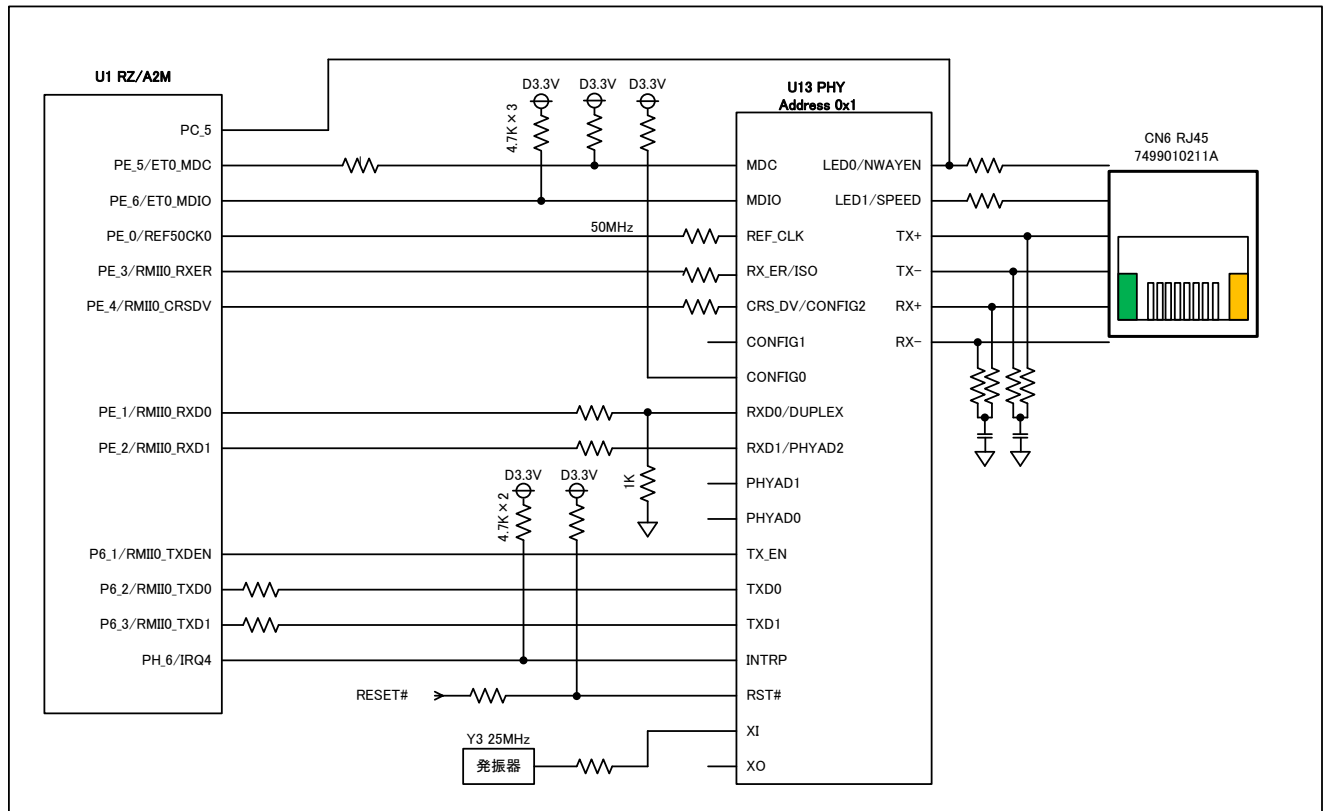 U1 RZ/A2M
PC_5
PE_5/ET0_MDC
PE_6/ET0_MDIO
PE_0/REF50CK0
PE_3/RMII0_RXER
PE_4/RMII0_CRSDV
PE_1/RMII0_RXD0
PE_2/RMII0_RXD1
P6_1/RMII0_TXDEN
P6_2/RMII0_TXD0
P6_3/RMII0_TXD1
PH_6/IRQ4
D3.3V
D3.3V
D3.3V
4.7K×3
50MHz
D3.3V
D3.3V
4.7K×2
1K
RESET#
Y3 25MHz
発振器
U13 PHY
Address 0x1
MDC
MDIO
REF_CLK
RX_ER/ISO
CRS_DV/CONFIG2
CONFIG1
CONFIG0
RXD0/DUPLEX
RXD1/PHYAD2
PHYAD1
PHYAD0
TX_EN
TXD0
TXD1
INTRP
RST#
XI
XO
LED0/NWAYEN
LED1/SPEED
TX+
TX-
RX+
RX-
CN6 RJ45
7499010211A